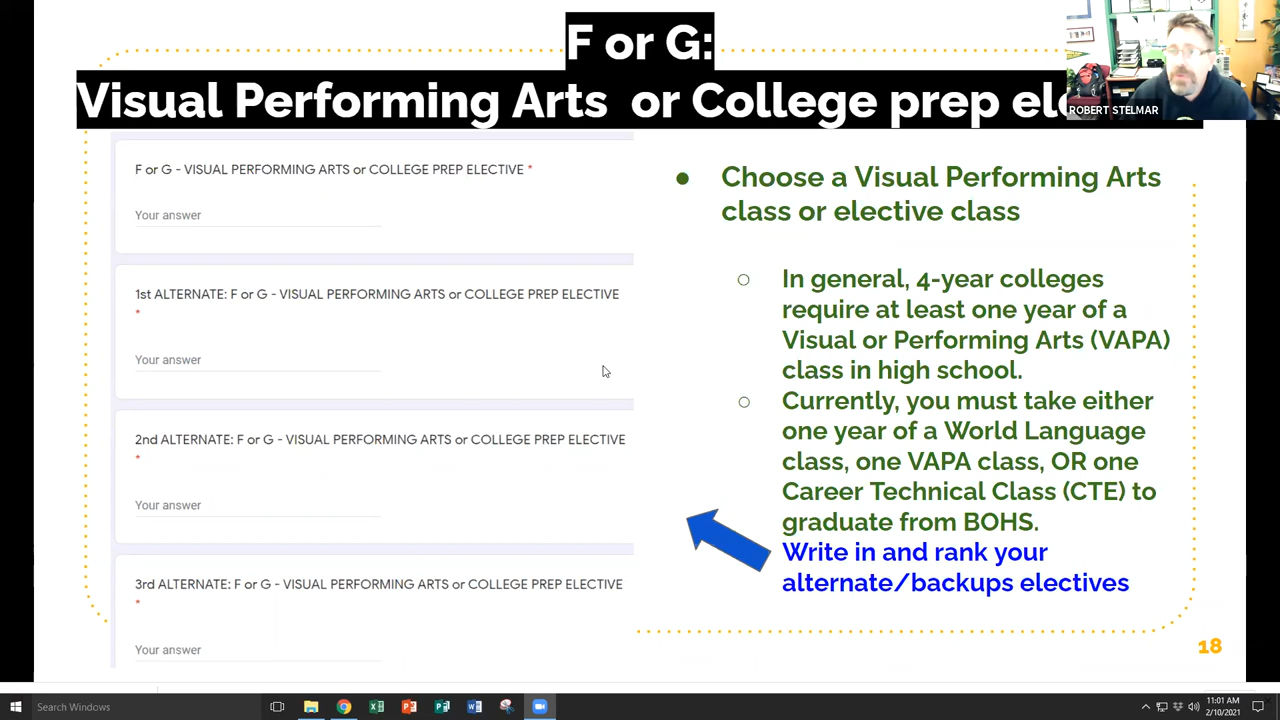 F or G:
Visual Performing Arts or College prep
ROBERT STELMAR
F or G - VISUAL PERFORMING ARTS or COLLEGE PREP ELECTIVE *
Your answer
1st ALTERNATE: F or G - VISUAL PERFORMING ARTS or COLLEGE PREP ELECTIVE
*
Your answer
2nd ALTERNATE: F or G - VISUAL PERFORMING ARTS or COLLEGE PREP ELECTIVE
*
Your answer
3rd ALTERNATE: F or G - VISUAL PERFORMING ARTS or COLLEGE PREP ELECTIVE
*
Your answer
● Choose a Visual Performing Arts
class or elective class
○ In general, 4-year colleges
require at least one year of a
Visual or Performing Arts (VAPA)
class in high school.
○ Currently, you must take either
one year of a World Language
class, one VAPA class, OR one
Career Technical Class (CTE) to
graduate from BOHS.
Write in and rank your
alternate/backups electives
18
Search Windows
11:01 AM
2/10/2021